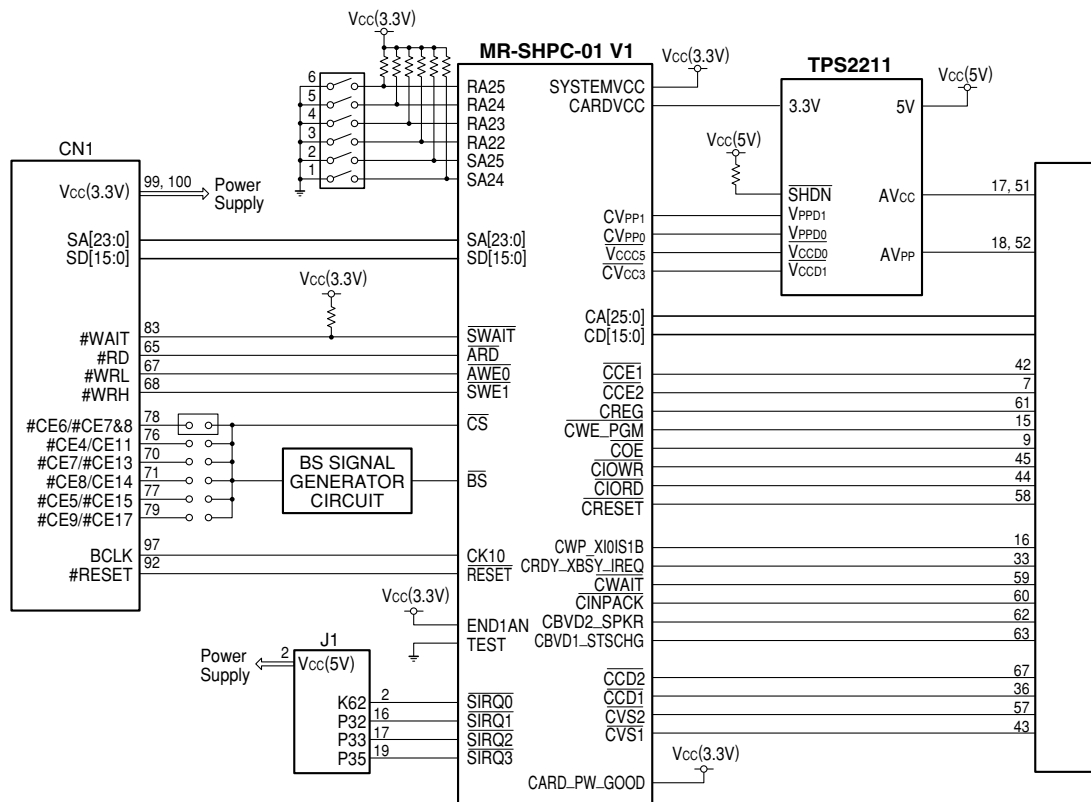 Vcc(3.3V)
MR-SHPC-01 V1
6
5
4
3
2
1
RA25
RA24
RA23
RA22
SA25
SA24
SYSTEMVCC
CARDVCC
Vcc(3.3V)
TPS2211
3.3V
5V
Vcc(5V)
Vcc(5V)
SHDN
VPPD1
VPPD0
VCCD0
VCCD1
AVcc
AVPP
17, 51
18, 52
CVPP1
CVPP0
VCCC5
CVCC3
CN1
Vcc(3.3V)
99, 100
Power
Supply
SA[23:0]
SD[15:0]
SA[23:0]
SD[15:0]
Vcc(3.3V)
CA[25:0]
CD[15:0]
#WAIT
83
SWAIT
#RD
65
ARD
#WRL
67
AWE0
#WRH
68
SWE1
#CE6/#CE7&8
78
CS
#CE4/CE11
76
#CE7/#CE13
70
#CE8/CE14
71
#CE5/#CE15
77
#CE9/#CE17
79
BS SIGNAL
GENERATOR
CIRCUIT
BS
BCLK
97
CK10
#RESET
92
RESET
CCE1
42
CCE2
7
CREG
61
CWE_PGM
15
COE
9
CIOWR
45
CIORD
44
CRESET
58
CWP_XI0IS1B
16
CRDY_XBSY_IREQ
33
CWAIT
59
CINPACK
60
CBVD2_SPKR
62
CBVD1_STSCHG
63
CCD2
67
CCD1
36
CVS2
57
CVS1
43
Vcc(3.3V)
END1AN
TEST
J1
Power
Supply
2
Vcc(5V)
K62
2
SIRQ0
P32
16
SIRQ1
P33
17
SIRQ2
P35
19
SIRQ3
Vcc(3.3V)
CARD_PW_GOOD